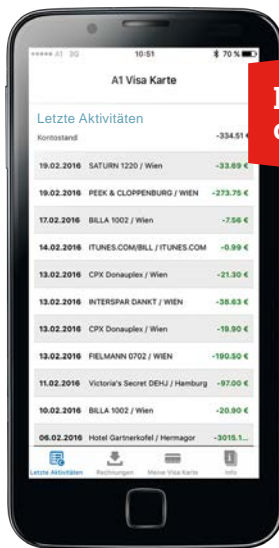 A1 3G 10:51 70 %
A1 Visa Karte
Letzte Aktivitäten
Kontostand -334.51 €
19.02.2016 SATURN 1220 / Wien -33.69 €
19.02.2016 PEEK & CLOPPENBURG / WIEN -273.75 €
17.02.2016 BILLA 1002 / Wien -7.56 €
14.02.2016 ITUNES.COM/BILL / ITUNES.COM -0.99 €
13.02.2016 CPX Donauplex / Wien -21.30 €
13.02.2016 INTERSPAR DANKT / WIEN -38.63 €
13.02.2016 CPX Donauplex / Wien -19.90 €
13.02.2016 FIELMANN 0702 / WIEN -190.50 €
11.02.2016 Victoria's Secret DEHJ / Hamburg -97.00 €
10.02.2016 BILLA 1002 / Wien -20.90 €
06.02.2016 Hotel Gartnerkofel / Hermagor -3015.1...
Letzte Aktivitäten Rechnungen Meine Visa Karte Info